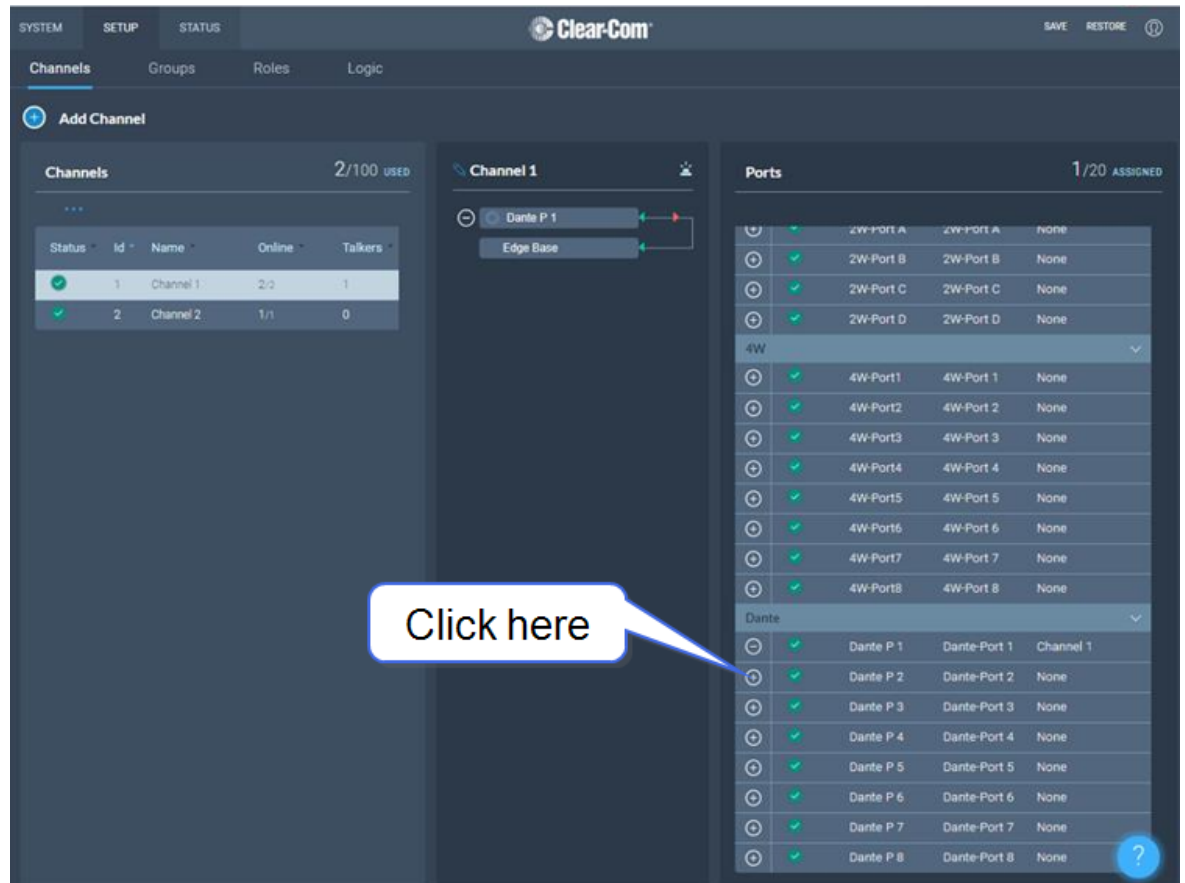 SYSTEM SETUP STATUS Clear-Com SAVE RESTORE
Channels Groups Roles Logic
Add Channel
Channels 2/100 USED
...
Status Id Name Online Talkers
1 Channel 1 2/2 1
2 Channel 2 1/1 0
Channel 1
Dante P 1
Edge Base
Ports 1/20 ASSIGNED
2W-Port A 2W-Port A None
2W-Port B 2W-Port B None
2W-Port C 2W-Port C None
2W-Port D 2W-Port D None
4W
4W-Port1 4W-Port 1 None
4W-Port2 4W-Port 2 None
4W-Port3 4W-Port 3 None
4W-Port4 4W-Port 4 None
4W-Port5 4W-Port 5 None
4W-Port6 4W-Port 6 None
4W-Port7 4W-Port 7 None
4W-Port8 4W-Port 8 None
Dante
Dante P 1 Dante-Port 1 Channel 1
Dante P 2 Dante-Port 2 None
Dante P 3 Dante-Port 3 None
Dante P 4 Dante-Port 4 None
Dante P 5 Dante-Port 5 None
Dante P 6 Dante-Port 6 None
Dante P 7 Dante-Port 7 None
Dante P 8 Dante-Port 8 None
Click here
?